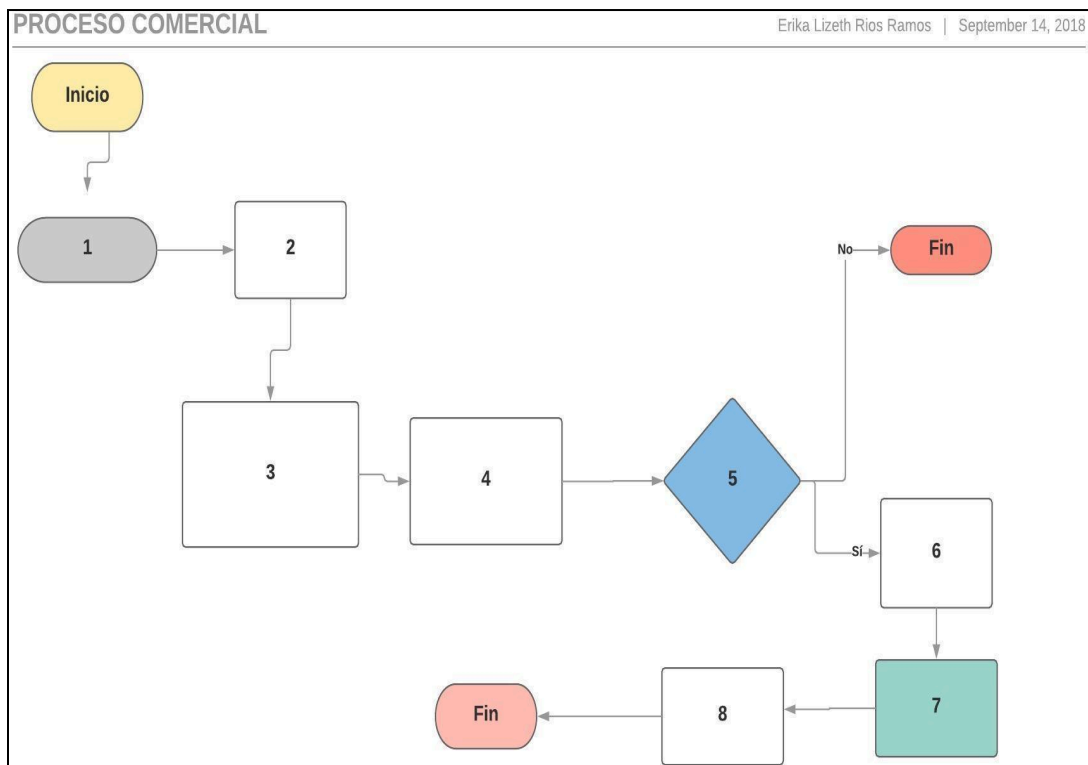 PROCESO COMERCIAL
Erika Lizeth Rios Ramos | September 14, 2018
Inicio
1
2
No
Fin
3
4
5
Sí
6
Fin
8
7